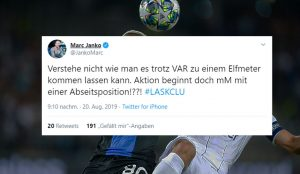 Marc Janko
@JankoMarc
Verstehe nicht wie man es trotz VAR zu einem Elfmeter
kommen lassen kann. Aktion beginnt doch mM mit
einer Abseitsposition!??! #LASKCLU
9:10 nachm. · 20. Aug. 2019 · Twitter for iPhone
20 Retweets 191 „Gefällt mir“-Angaben